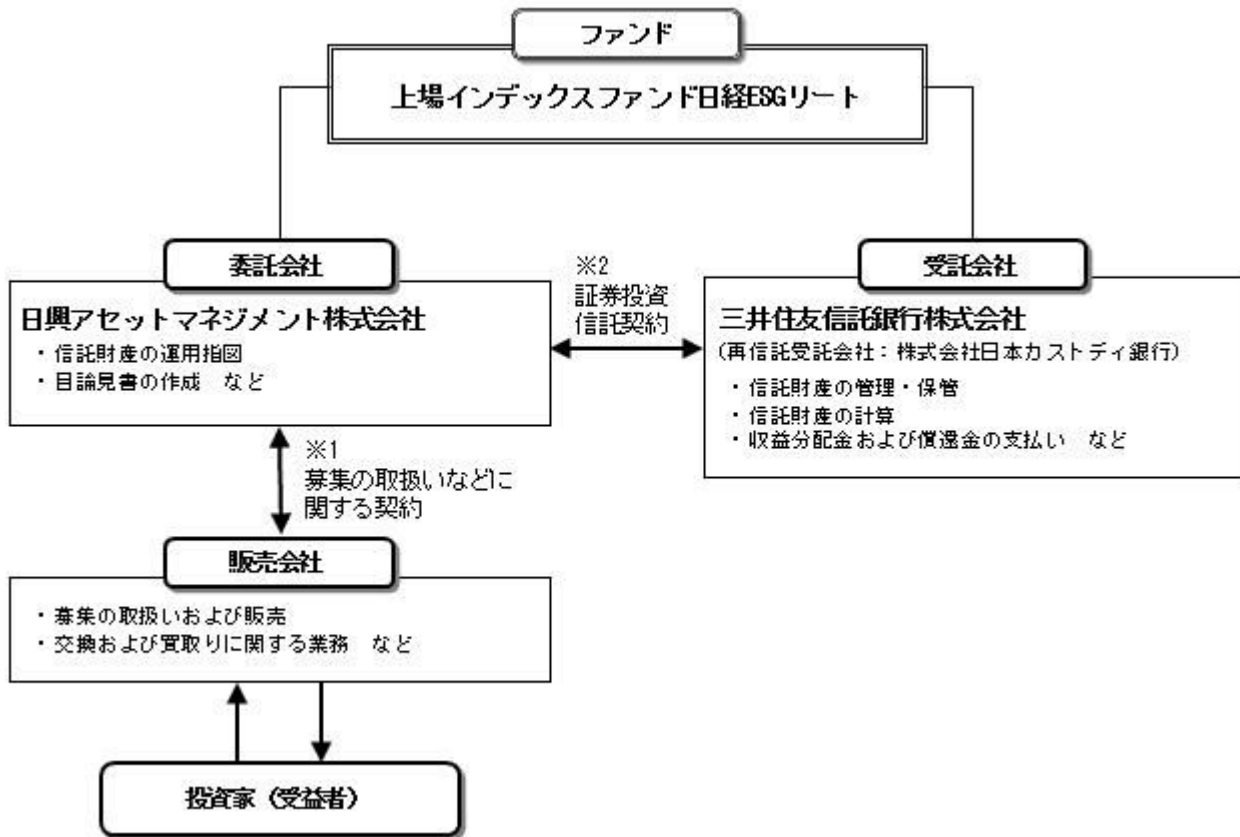 ファンド
上場インデックスファンド日経ESGリート
委託会社
日興アセットマネジメント株式会社
・信託財産の運用指図
・目論見書の作成 など
※2
証券投資
信託契約
受託会社
三井住友信託銀行株式会社
(再信託受託会社：株式会社日本カストディ銀行)
・信託財産の管理・保管
・信託財産の計算
・収益分配金および償還金の支払い など
※1
募集の取扱いなどに
関する契約
販売会社
・募集の取扱いおよび販売
・交換および買取りに関する業務 など
投資家（受益者）